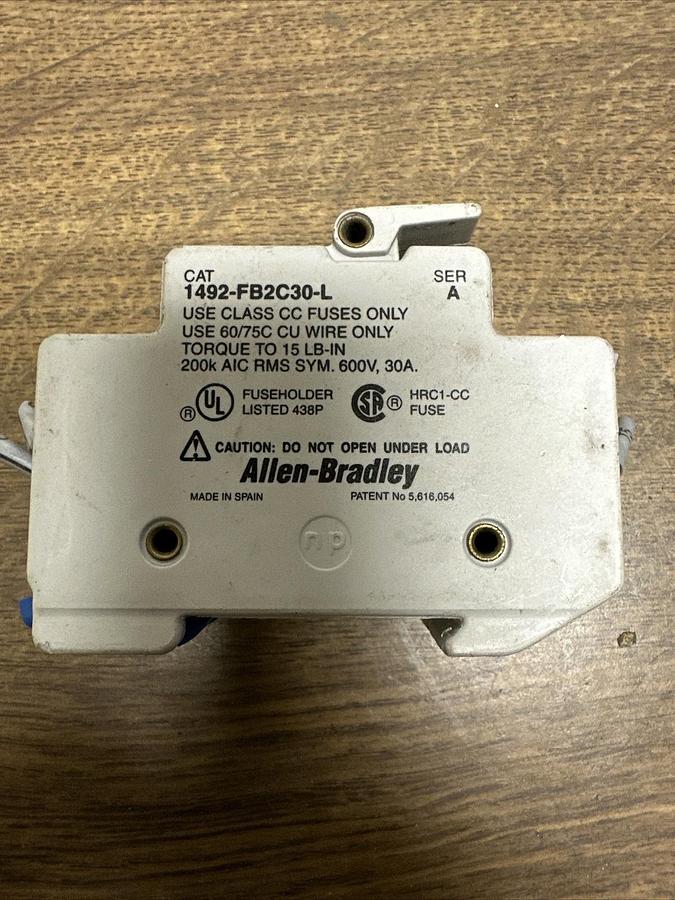 CAT SER
1492-FB2C30-L A
USE CLASS CC FUSES ONLY
USE 60/75C CU WIRE ONLY
TORQUE TO 15 LB-IN
200k AIC RMS SYM. 600V, 30A.
UL ® FUSEHOLDER LISTED 438P
SA ® HRC1-CC FUSE
CAUTION: DO NOT OPEN UNDER LOAD
Allen-Bradley
MADE IN SPAIN PATENT No 5,616,054
np